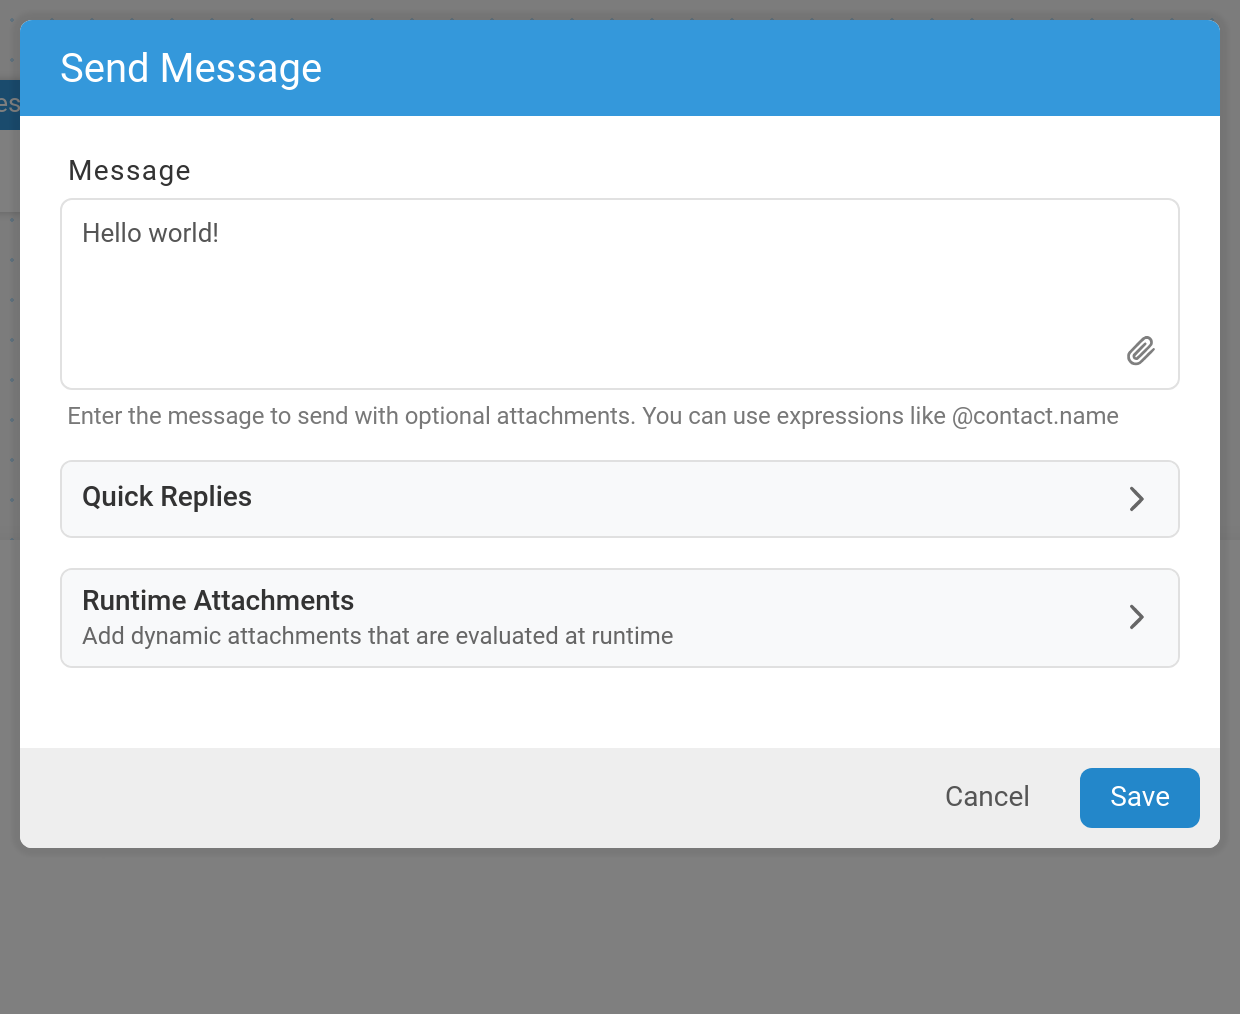 Send Message
es
Message
Hello world!
Enter the message to send with optional attachments. You can use expressions like @contact.name
Quick Replies
Runtime Attachments
Add dynamic attachments that are evaluated at runtime
Cancel
Save